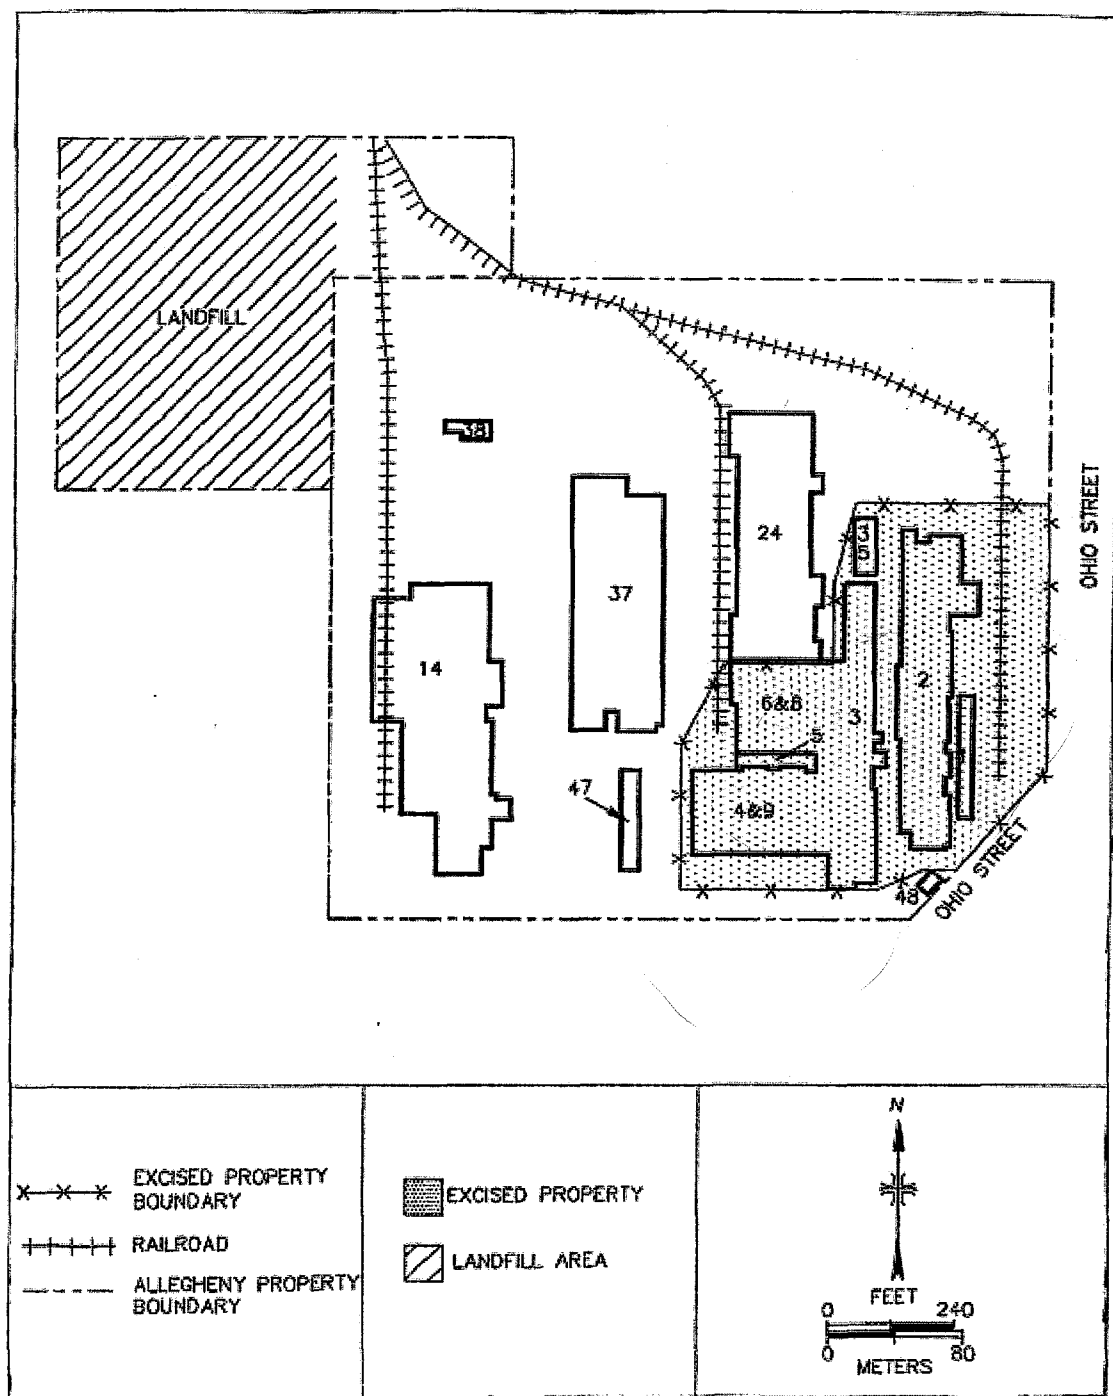 LANDFILL
38
OHIO STREET
24
3
5
37
14
2
6&8
3
5
47
4&9
48
OHIO STREET
N
EXCISED PROPERTY
BOUNDARY
RAILROAD
ALLEGHENY PROPERTY
BOUNDARY
EXCISED PROPERTY
LANDFILL AREA
FEET
0 240
0 80
METERS